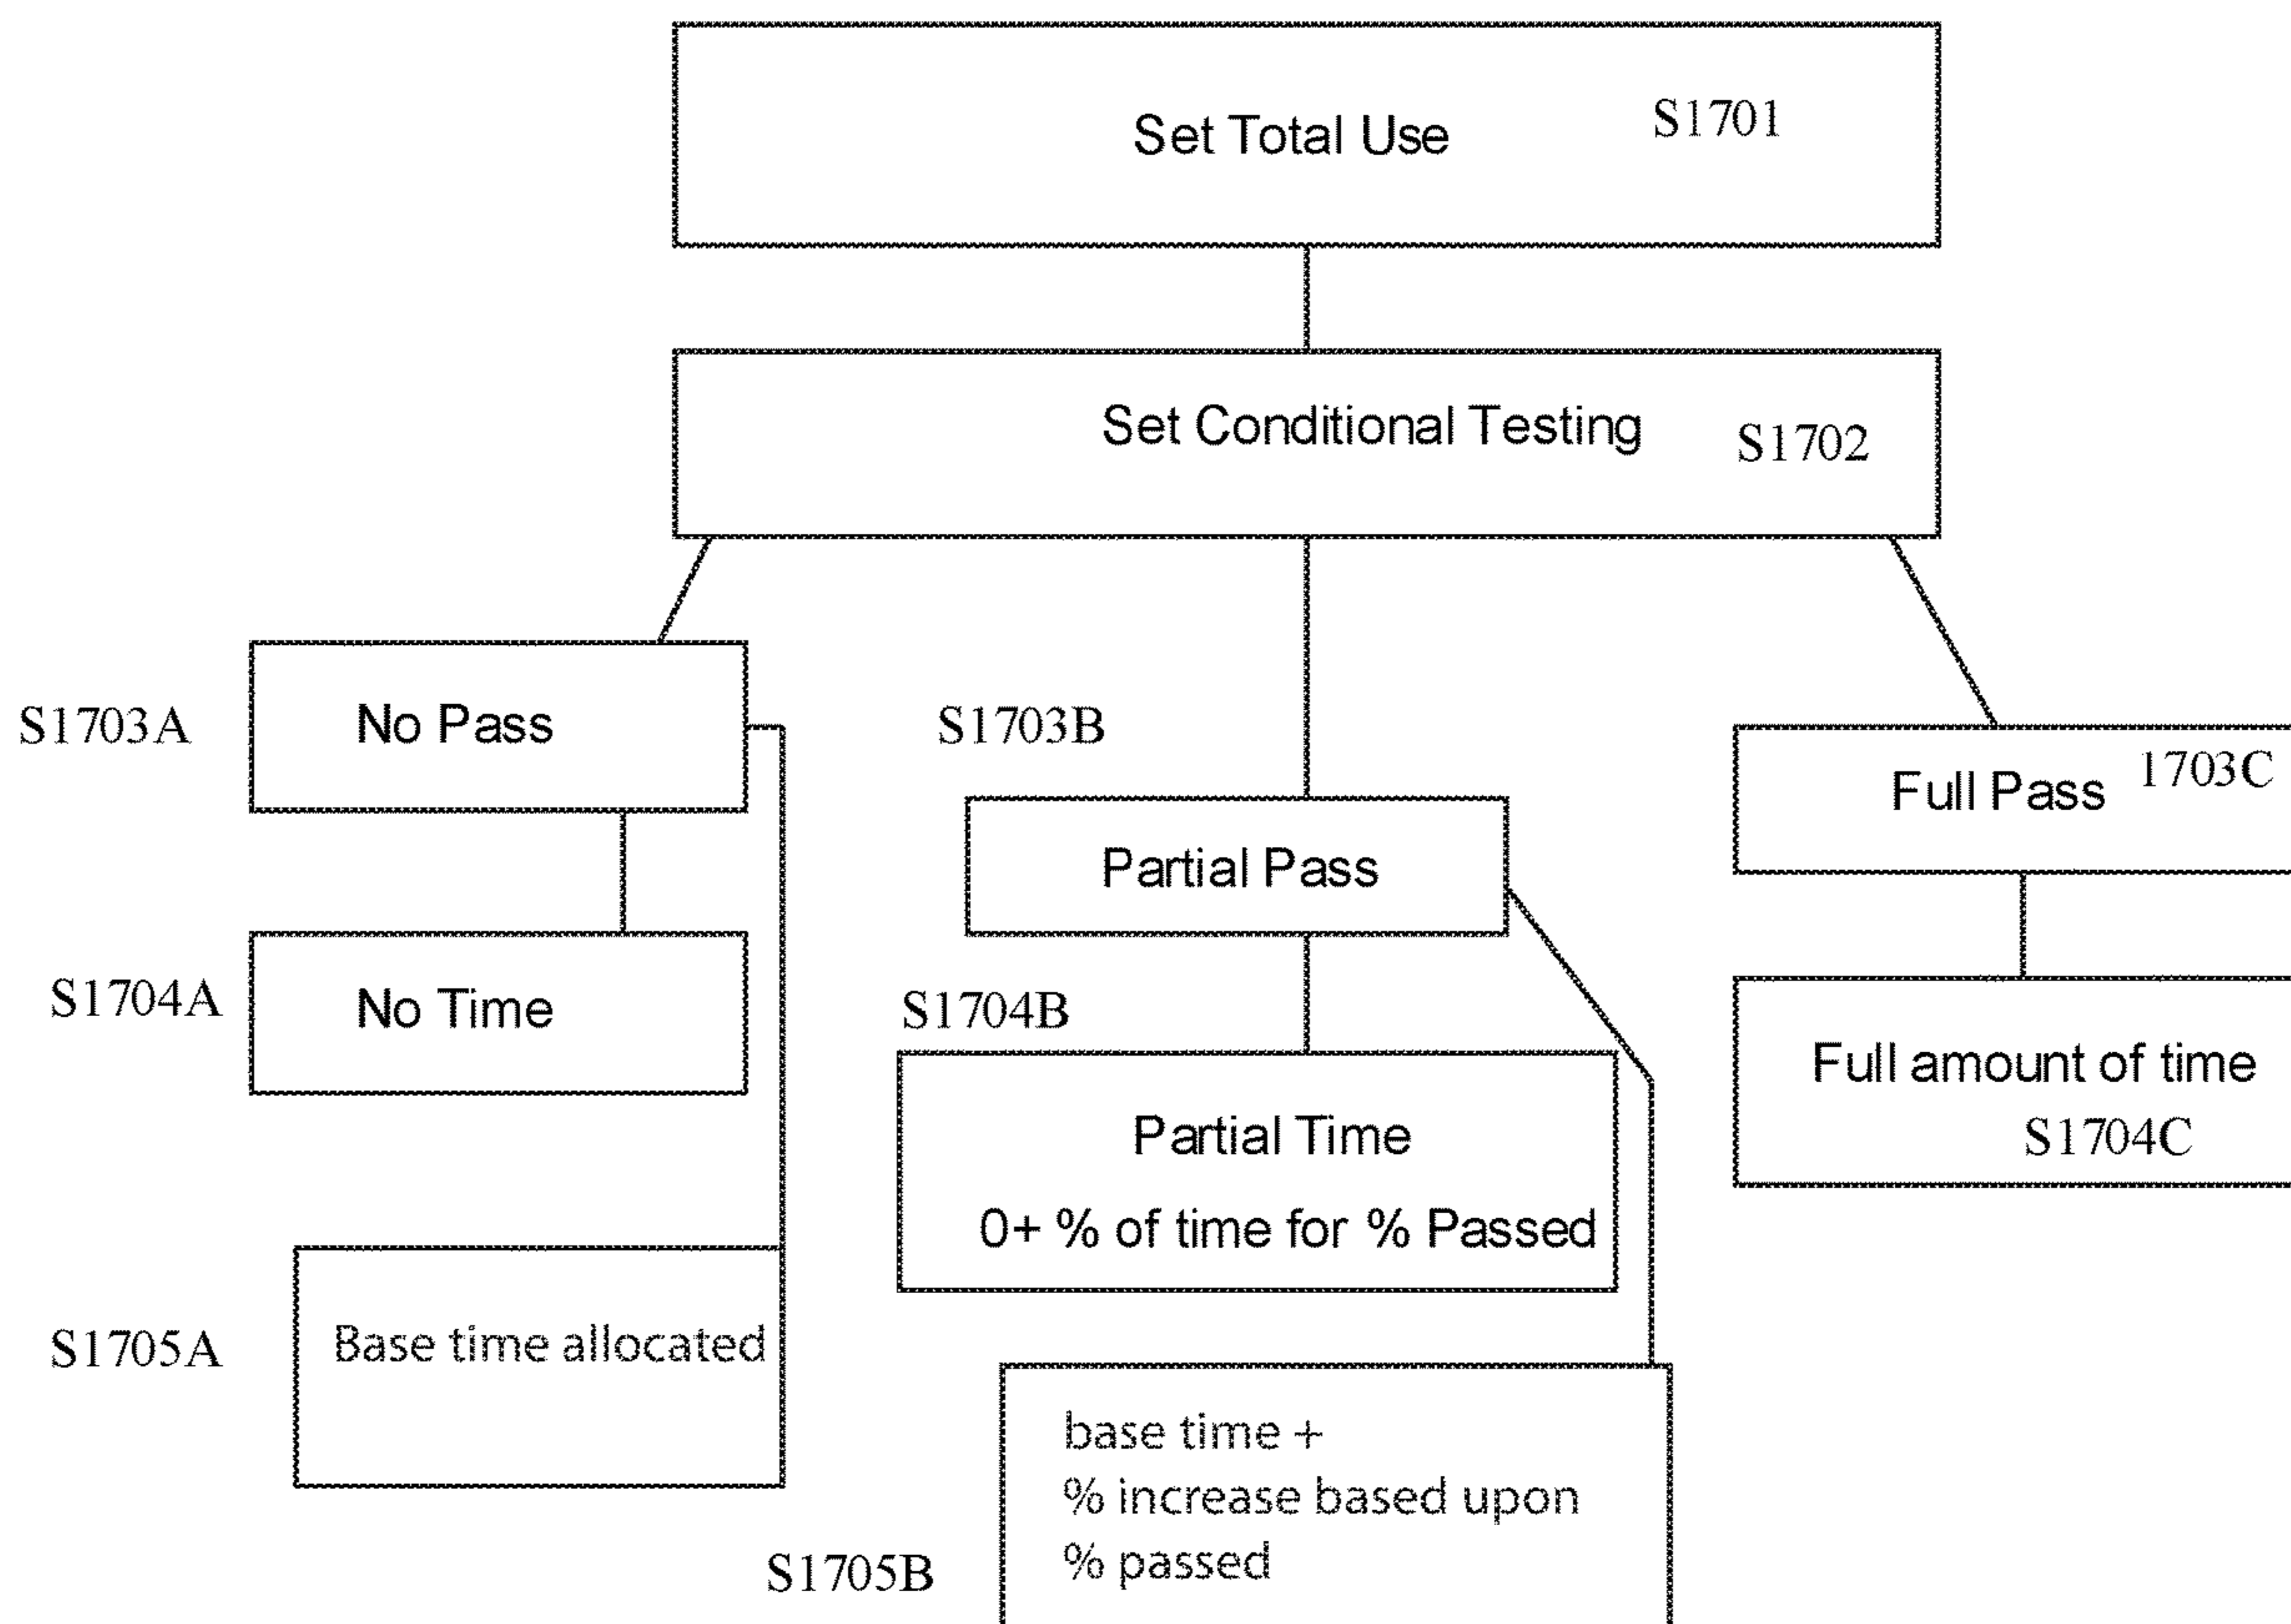 Set Total Use S1701
Set Conditional Testing S1702
S1703A No Pass
S1703B
Partial Pass
Full Pass 1703C
S1704A No Time
S1704B
Partial Time
0+ % of time for % Passed
Full amount of time
S1704C
S1705A Base time allocated
base time +
% increase based upon
% passed
S1705B